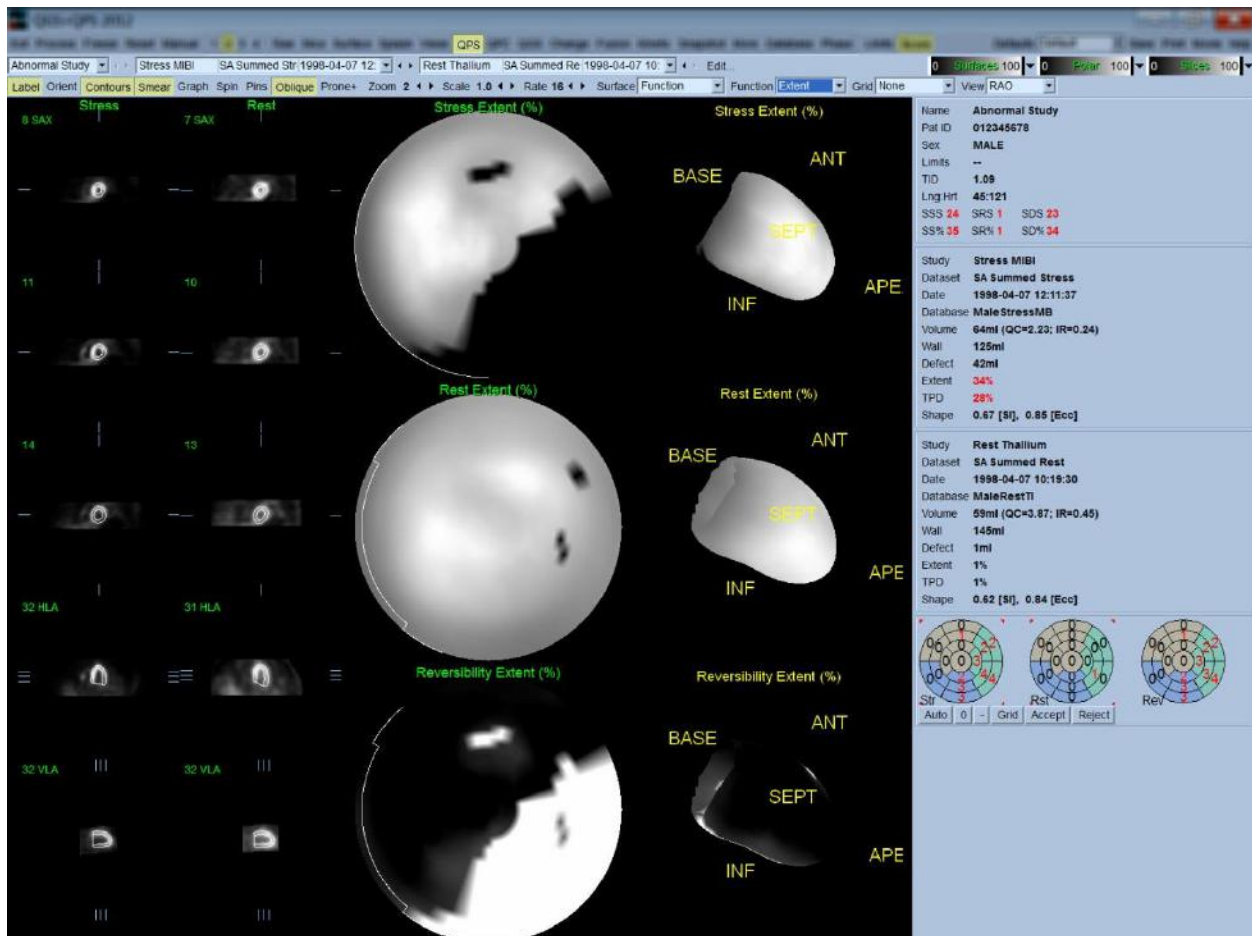 QGS+QPS 2012
QPS
Abnormal Study Stress MIBI SA Summed Str 1998-04-07 12: Rest Thallium SA Summed Re 1998-04-07 10: Edit... 0 Surfaces 100 0 Polar 100 0 Slices 100
Label Orient Contours Smear Graph Spin Pins Oblique Prone+ Zoom 2 Scale 1.0 Rate 16 Surface Function Function Extent Grid None View RAO
Stress Rest
8 SAX 7 SAX
11 10
14 13
32 HLA 31 HLA
32 VLA 32 VLA
Stress Extent (%)
Rest Extent (%)
Reversibility Extent (%)
Stress Extent (%)
ANT
BASE
SEPT
APE
INF
Rest Extent (%)
ANT
BASE
SEPT
APE
INF
Reversibility Extent (%)
ANT
BASE
SEPT
APE
INF
Name Abnormal Study
Pat ID 012345678
Sex MALE
Limits --
TID 1.09
Lng Hrt 45:121
SSS 24 SRS 1 SDS 23
SS% 35 SR% 1 SD% 34
Study Stress MIBI
Dataset SA Summed Stress
Date 1998-04-07 12:11:37
Database MaleStressMB
Volume 64ml (QC=2.23; IR=0.24)
Wall 125ml
Defect 42ml
Extent 34%
TPD 28%
Shape 0.67 [SI], 0.85 [Ecc]
Study Rest Thallium
Dataset SA Summed Rest
Date 1998-04-07 10:19:30
Database MaleRestTl
Volume 59ml (QC=3.87; IR=0.45)
Wall 145ml
Defect 1ml
Extent 1%
TPD 1%
Shape 0.62 [SI], 0.84 [Ecc]
Str Rst Rev
Auto 0 - Grid Accept Reject